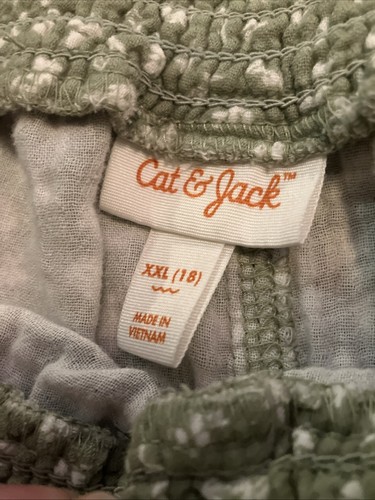 Cat & Jack™
XXL (18)
MADE IN
VIETNAM